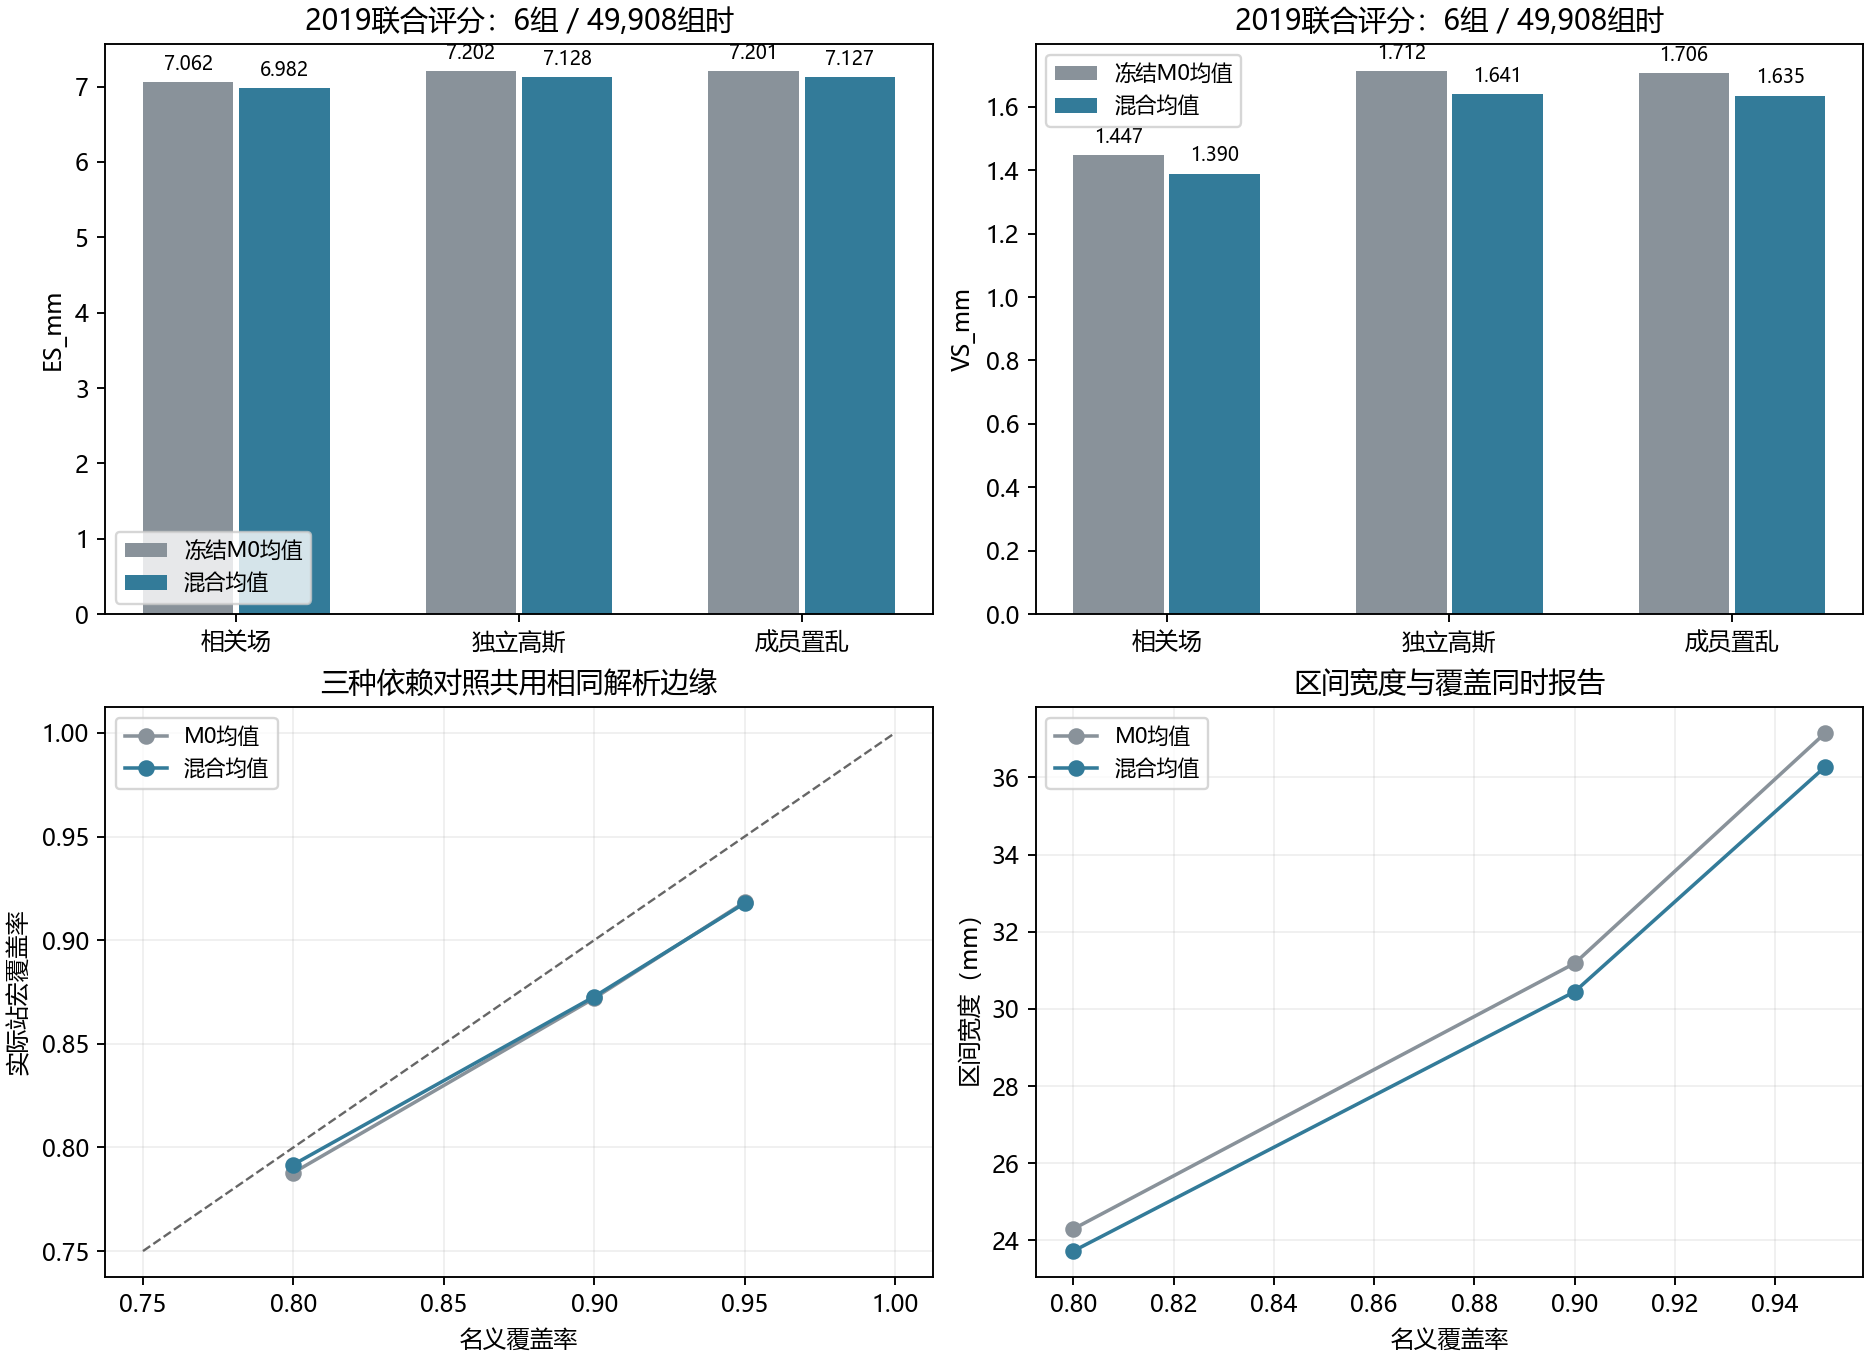 2019联合评分：6组 / 49,908组时
7.062
6.982
7.202
7.128
7.201
7.127
7
6
5
4
3
2
1
0
ES_mm
冻结M0均值
混合均值
相关场
独立高斯
成员置乱
2019联合评分：6组 / 49,908组时
冻结M0均值
混合均值
1.447
1.390
1.712
1.641
1.706
1.635
1.6
1.4
1.2
1.0
0.8
0.6
0.4
0.2
0.0
VS_mm
相关场
独立高斯
成员置乱
三种依赖对照共用相同解析边缘
M0均值
混合均值
1.00
0.95
0.90
0.85
0.80
0.75
实际站宏覆盖率
0.75
0.80
0.85
0.90
0.95
1.00
名义覆盖率
区间宽度与覆盖同时报告
M0均值
混合均值
36
34
32
30
28
26
24
区间宽度（mm）
0.80
0.82
0.84
0.86
0.88
0.90
0.92
0.94
名义覆盖率